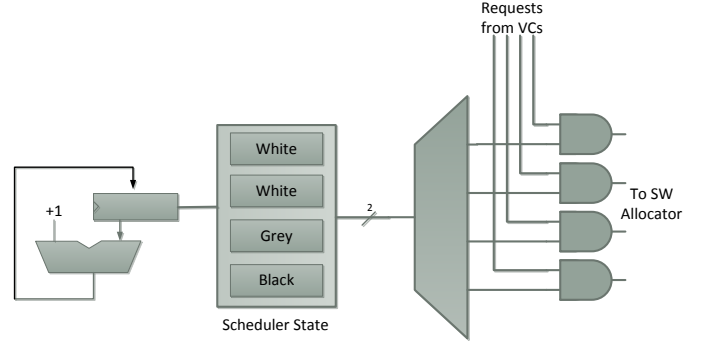 Requests
from VCs
White
White
Grey
Black
+1
2
To SW
Allocator
Scheduler State